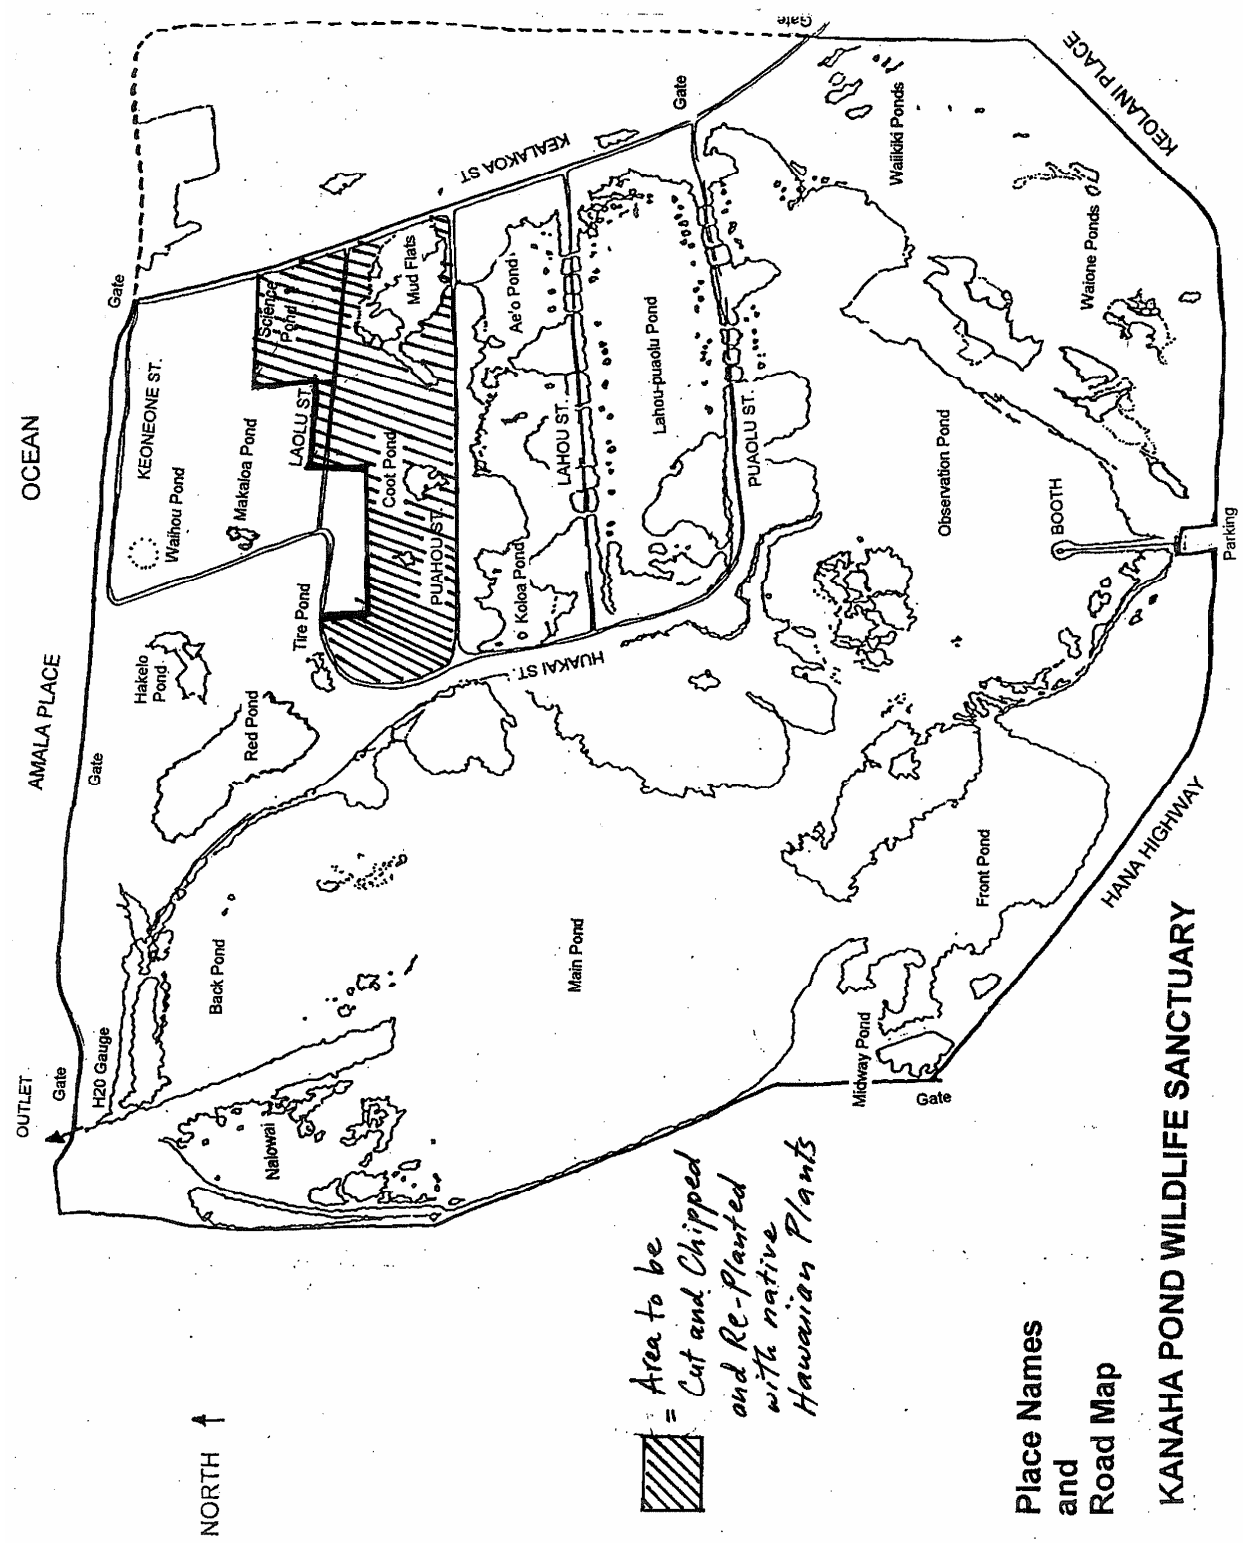 OUTLET
Gate
H20 Gauge
Gate
AMALA PLACE
OCEAN
Gate
Gate
Gate
KEOLANI PLACE
KEALAKOA ST.
KEONEONE ST.
Waihou Pond
Makaloa Pond
LAOLU ST.
Science
Pond
Mud Flats
Coot Pond
PUAHOU ST.
Tire Pond
Hakelo
Pond
Red Pond
Back Pond
Nalowai
Main Pond
HUAKAI ST.
Koloa Pond
Ae'o Pond
LAHOU ST.
Lahou-puaolu Pond
PUAOLU ST.
Waiikiki Ponds
Waione Ponds
Observation Pond
BOOTH
Parking
Front Pond
HANA HIGHWAY
Midway Pond
Gate
NORTH
= Area to be
Cut and Chipped
and Re-Planted
with native
Hawaiian Plants
Place Names
and
Road Map
KANAHA POND WILDLIFE SANCTUARY